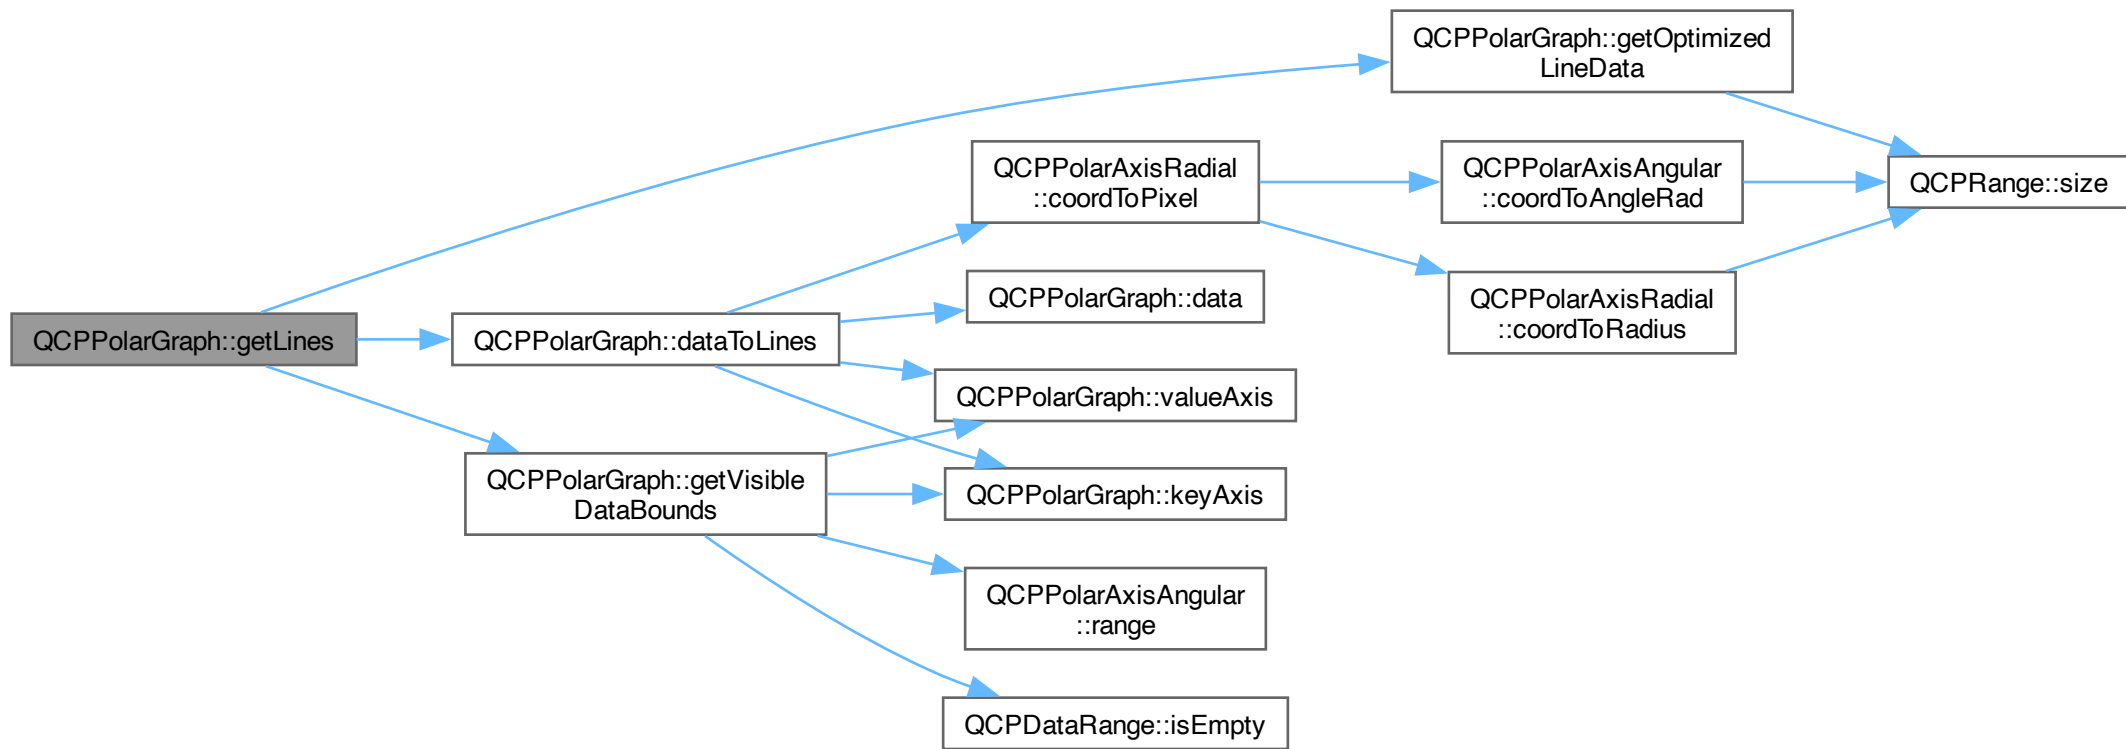 QCPPolarGraph::getOptimized
LineData
QCPPolarAxisRadial
::coordToPixel
QCPPolarAxisAngular
::coordToAngleRad
QCPRange::size
QCPPolarGraph::data
QCPPolarAxisRadial
::coordToRadius
QCPPolarGraph::getLines
QCPPolarGraph::dataToLines
QCPPolarGraph::valueAxis
QCPPolarGraph::getVisible
DataBounds
QCPPolarGraph::keyAxis
QCPPolarAxisAngular
::range
QCPDataRange::isEmpty